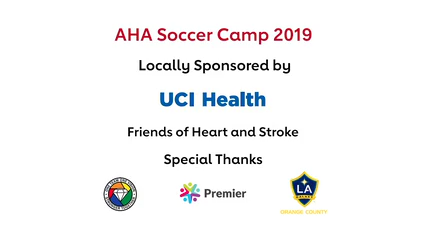 AHA Soccer Camp 2019
Locally Sponsored by
UCI Health
Friends of Heart and Stroke
Special Thanks
Premier
LA
GALAXY
ORANGE COUNTY